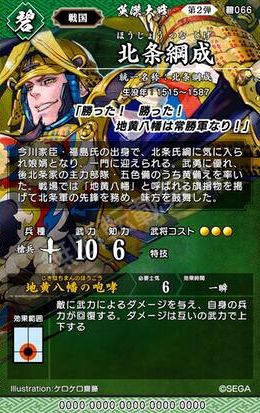 碧
戦国
英傑大戦
第2弾
碧066
ほうじょう つなしげ
北条綱成
統一名称・北条綱成
生没年 1515～1587
「勝った! 勝った!
地黄八幡は常勝軍なり!」
今川家臣・福島氏の出身で、北条氏綱に気に入ら
れ娘婿となり、一門に迎えられる。武勇に優れ、
後北条家の主力部隊・五色備のうち黄備えを率い
た。戦場では「地黄八幡」と呼ばれる旗指物を掲
げて北条軍の先鋒を務め、味方を鼓舞した。
兵種 武力 知力 武将コスト
槍兵 10 6 特技
じきはちまんのほうこう
地黄八幡の咆哮
必要士気 効果時間
6 一瞬
効果範囲
敵に武力によるダメージを与え、自身の兵
力が回復する。ダメージは互いの武力で上
下する
Illustration:ケロケロ齋藤
©SEGA
0000-0000-0000-0000-0000